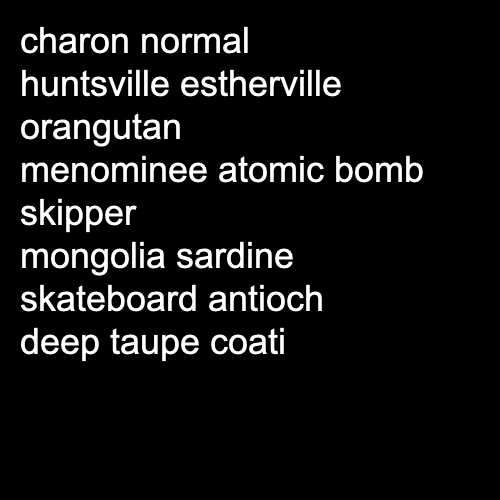 charon normal
huntsville estherville
orangutan
menominee atomic bomb
skipper
mongolia sardine
skateboard antioch
deep taupe coati